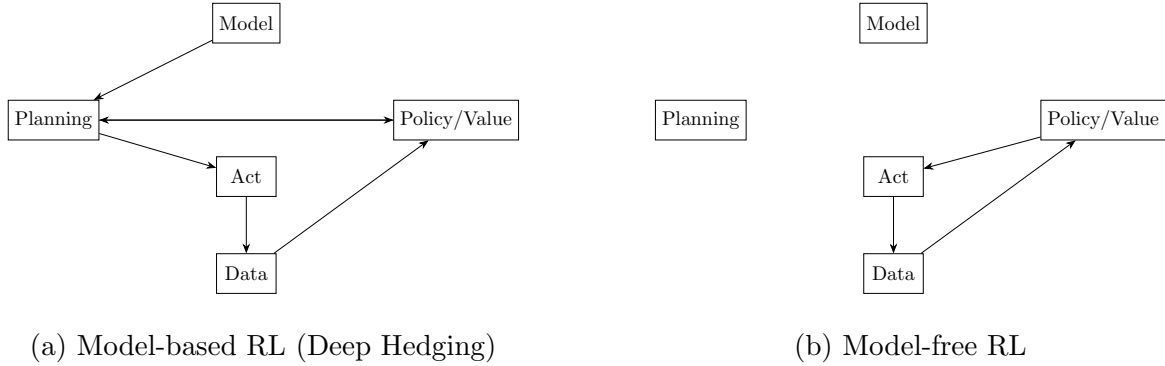 Model
Planning
Policy/Value
Act
Data
(a) Model-based RL (Deep Hedging)
Model
Planning
Policy/Value
Act
Data
(b) Model-free RL